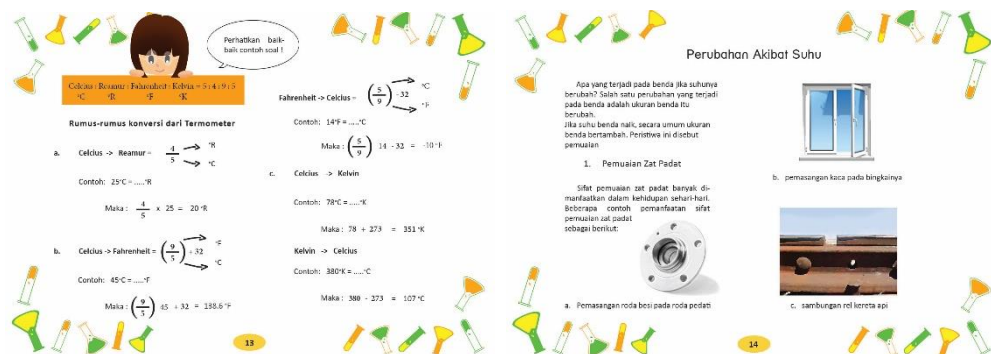 Perhatikan baik-
baik contoh soal !
Celcius : Reamur : Fahrenheit : Kelvin = 5 : 4 : 9 : 5
°C °R °F °K
Rumus-rumus konversi dari Termometer
a. Celcius -> Reamur = 4/5 °R °C
Contoh: 25°C = .....°R
Maka : 4/5 x 25 = 20 °R
b. Celcius -> Fahrenheit = (9/5) + 32 °F °C
Contoh: 45°C = .....°F
Maka : (9/5) 45 + 32 = 138.6 °F
Fahrenheit -> Celcius = (5/9) - 32 °C °F
Contoh: 14°F = .....°C
Maka : (5/9) 14 - 32 = -10 °F
c. Celcius -> Kelvin
Contoh: 78°C = .....°K
Maka : 78 + 273 = 351 °K
Kelvin -> Celcius
Contoh: 380°K = .....°C
Maka : 380 - 273 = 107 °C
13
Perubahan Akibat Suhu
Apa yang terjadi pada benda jika suhunya
berubah? Salah satu perubahan yang terjadi
pada benda adalah ukuran benda itu
berubah.
Jika suhu benda naik, secara umum ukuran
benda bertambah. Peristiwa ini disebut
pemuaian
1. Pemuaian Zat Padat
Sifat pemuaian zat padat banyak di-
manfaatkan dalam kehidupan sehari-hari.
Beberapa contoh pemanfaatan sifat
pemuaian zat padat
sebagai berikut:
a. Pemasangan roda besi pada roda pedati
b. pemasangan kaca pada bingkainya
c. sambungan rel kereta api
14